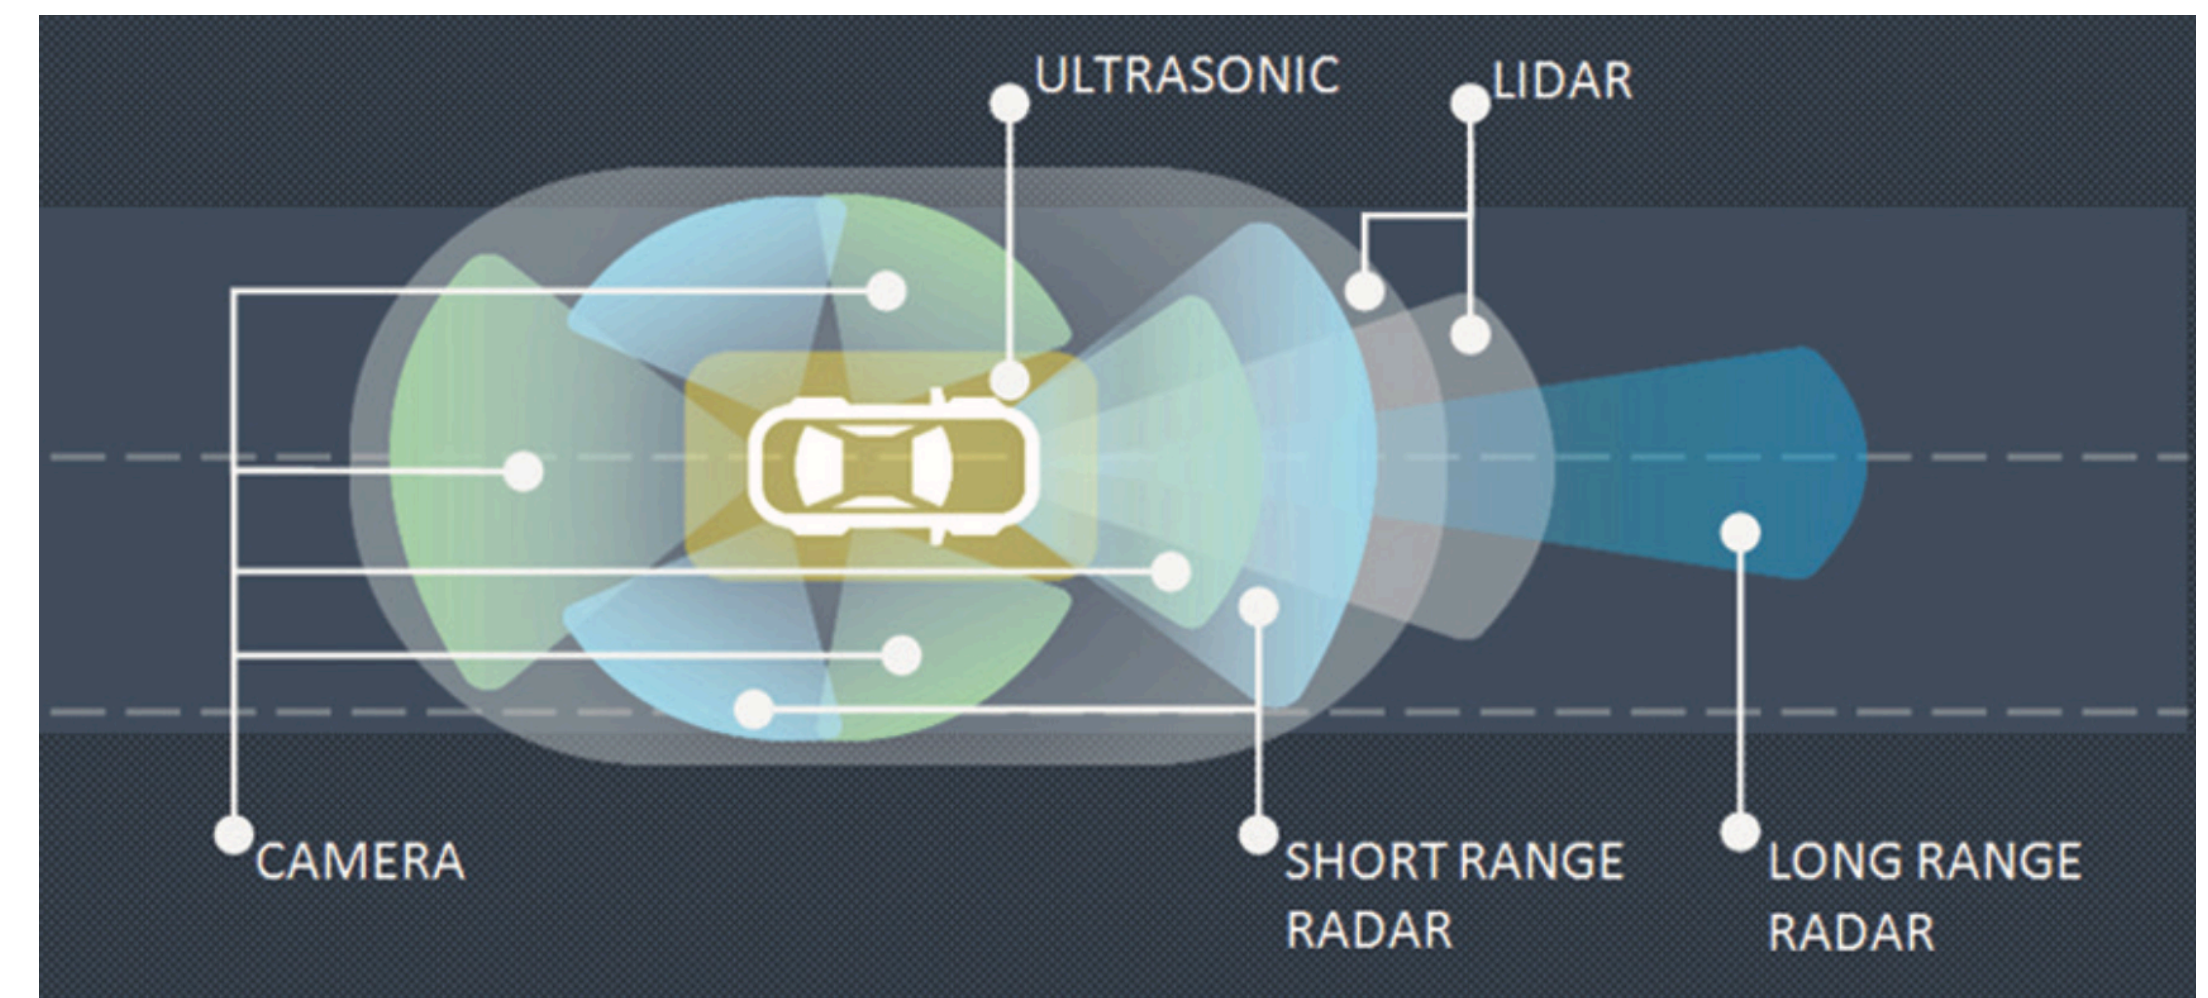 ULTRASONIC
LIDAR
CAMERA
SHORT RANGE
RADAR
LONG RANGE
RADAR